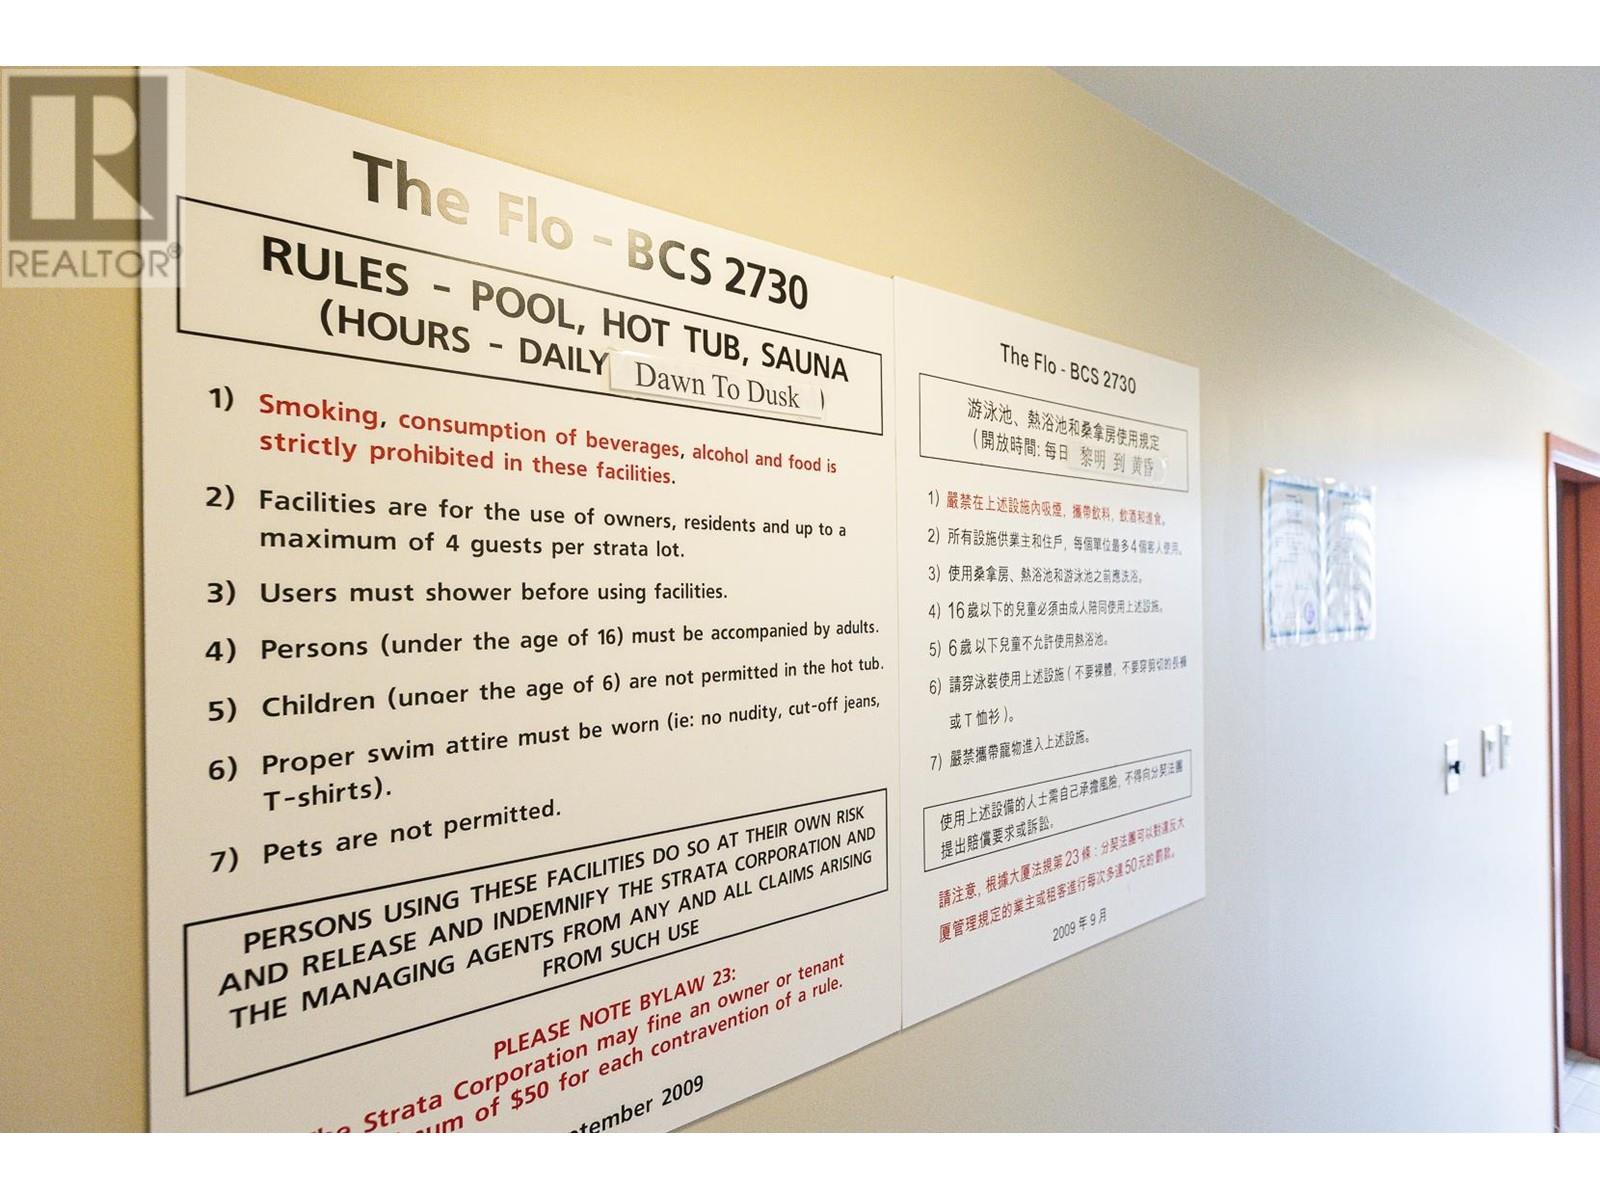 REALTOR®
The Flo - BCS 2730
RULES - POOL, HOT TUB, SAUNA
(HOURS - DAILY Dawn To Dusk )
1) Smoking, consumption of beverages, alcohol and food is
strictly prohibited in these facilities.
2) Facilities are for the use of owners, residents and up to a
maximum of 4 guests per strata lot.
3) Users must shower before using facilities.
4) Persons (under the age of 16) must be accompanied by adults.
5) Children (under the age of 6) are not permitted in the hot tub.
6) Proper swim attire must be worn (ie: no nudity, cut-off jeans,
T-shirts).
7) Pets are not permitted.
PERSONS USING THESE FACILITIES DO SO AT THEIR OWN RISK
AND RELEASE AND INDEMNIFY THE STRATA CORPORATION AND
THE MANAGING AGENTS FROM ANY AND ALL CLAIMS ARISING
FROM SUCH USE
PLEASE NOTE BYLAW 23:
Strata Corporation may fine an owner or tenant
of $50 for each contravention of a rule.
2009
The Flo - BCS 2730
游泳池、熱浴池和桑拿房使用規定
(開放時間: 每日 黎明 到 黃昏
1) 嚴禁在上述設施內吸煙, 攜帶飲料, 飲酒和進食。
2) 所有設施供業主和住戶, 每個單位最多4個客人使用。
3) 使用桑拿房、熱浴池和游泳池之前應洗浴。
4) 16歲以下的兒童必須由成人陪同使用上述設施。
5) 6歲以下兒童不允許使用熱浴池。
6) 請穿泳裝使用上述設施 ( 不要裸體, 不要穿剪切的長褲
或T恤衫 )。
7) 嚴禁攜帶寵物進入上述設施。
使用上述設備的人士需自己承擔風險, 不得向分契法團
提出賠償要求或訴訟。
請注意, 根據大廈法規第23條 : 分契法團可以對違反大
廈管理規定的業主或租客進行每次多達50元的罰款。
2009 年 9 月